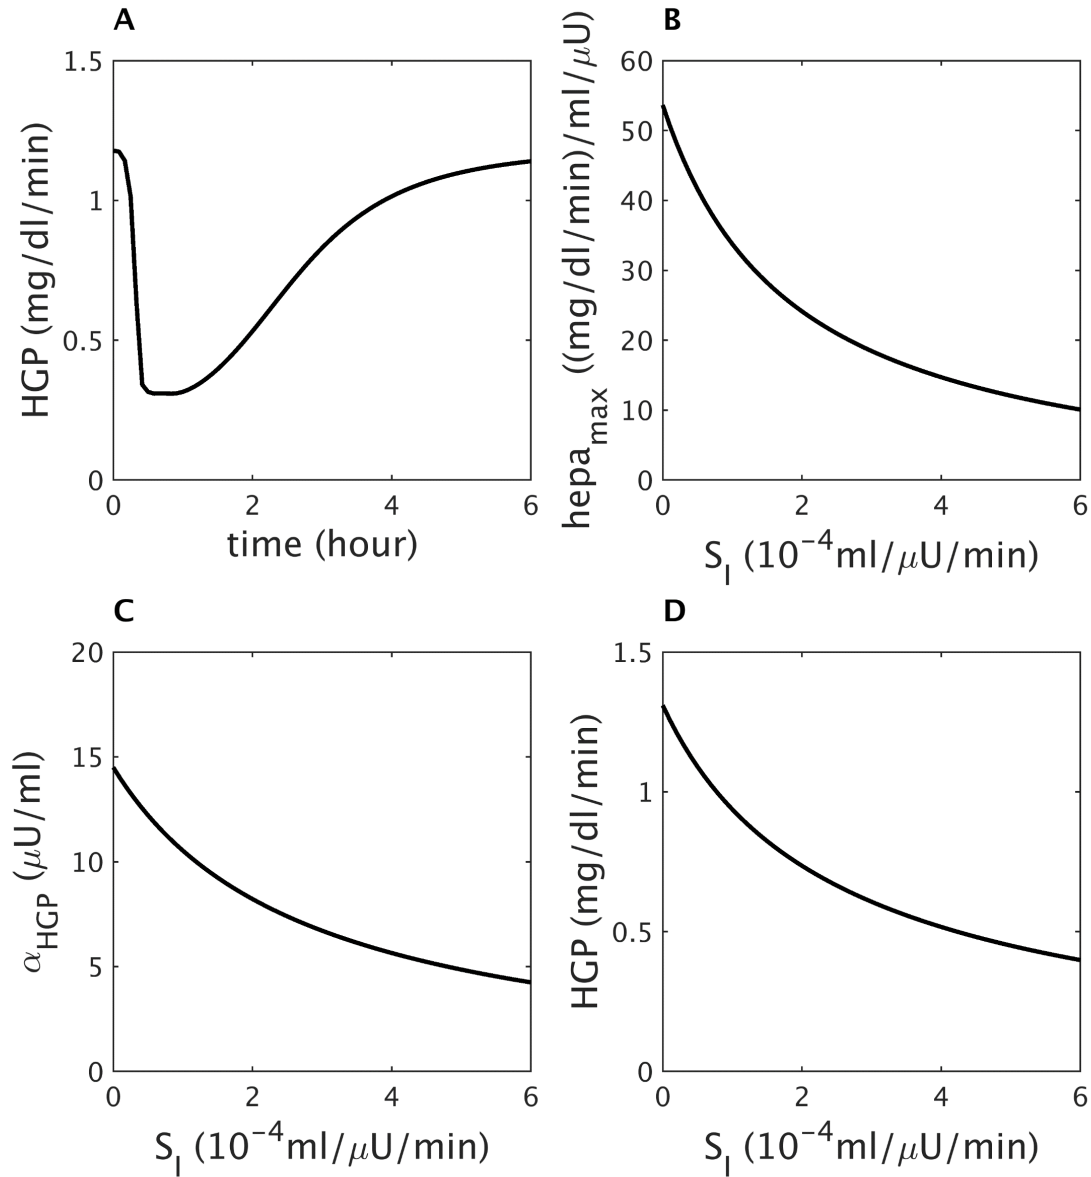 A
HGP (mg/dl/min)
1.5
1
0.5
0
0 2 4 6
time (hour)
B
hepa_max ((mg/dl/min)/ml/μU)
60
50
40
30
20
10
0
0 2 4 6
S_I (10^-4 ml/μU/min)
C
α_HGP (μU/ml)
20
15
10
5
0
0 2 4 6
S_I (10^-4 ml/μU/min)
D
HGP (mg/dl/min)
1.5
1
0.5
0
0 2 4 6
S_I (10^-4 ml/μU/min)